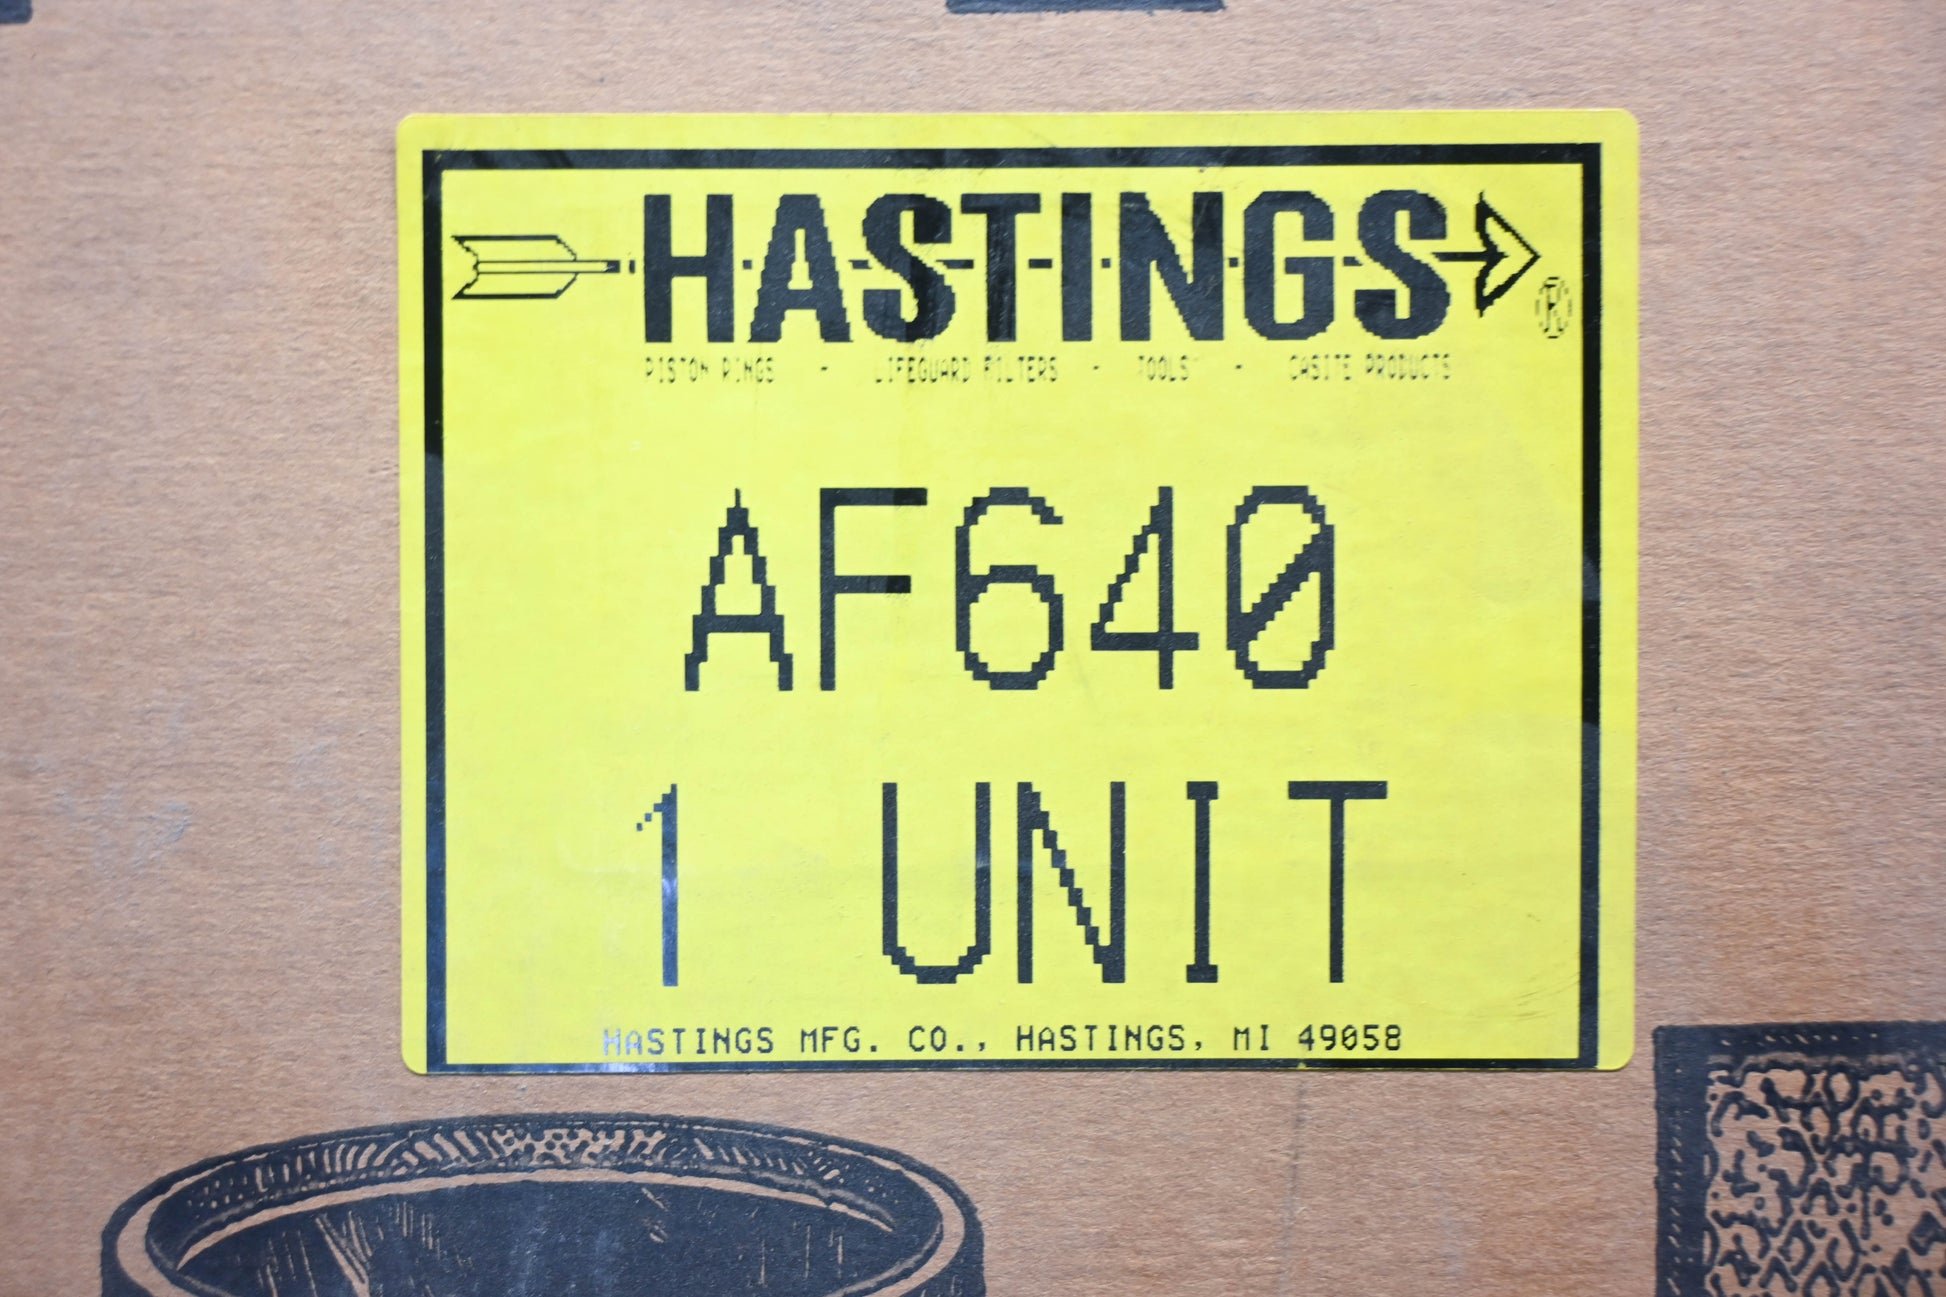 HASTINGS ®
PISTON RINGS - LIFEGUARD FILTERS - TOOLS - CASITE PRODUCTS
AF640
1 UNIT
HASTINGS MFG. CO., HASTINGS, MI 49058